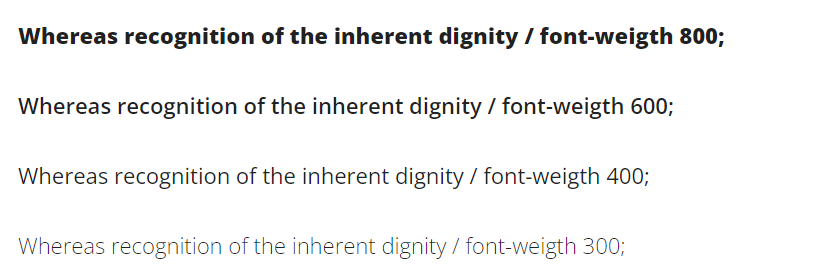 Whereas recognition of the inherent dignity / font-weigth 800;
Whereas recognition of the inherent dignity / font-weigth 600;
Whereas recognition of the inherent dignity / font-weigth 400;
Whereas recognition of the inherent dignity / font-weigth 300;